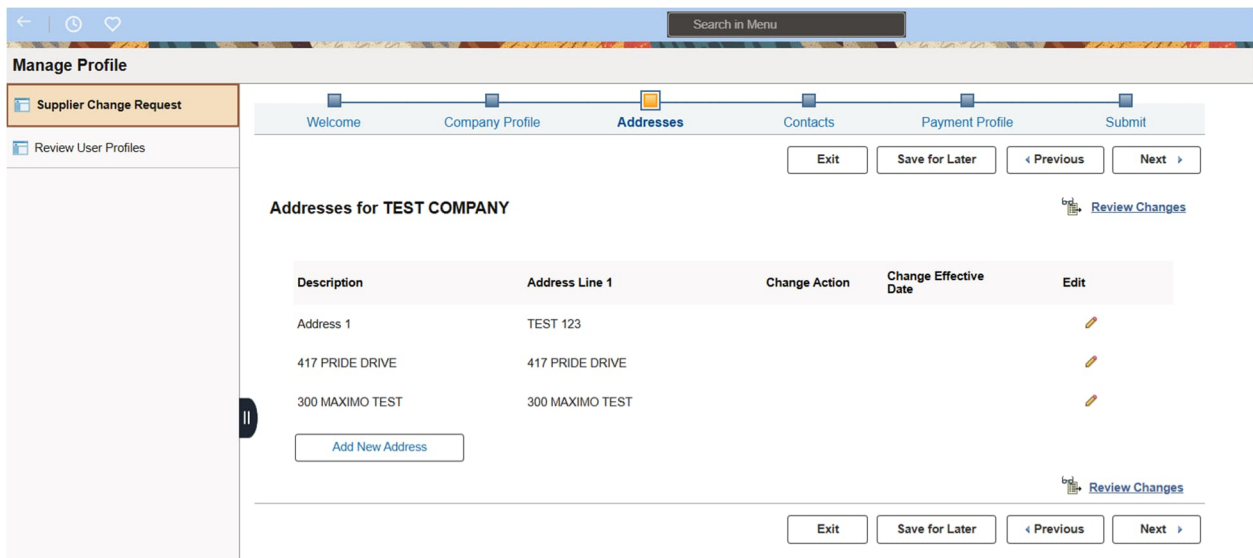 Search in Menu
Manage Profile
Supplier Change Request
Review User Profiles
Welcome Company Profile Addresses Contacts Payment Profile Submit
Exit Save for Later Previous Next
Addresses for TEST COMPANY
Review Changes
Description Address Line 1 Change Action Change Effective Date Edit
Address 1 TEST 123
417 PRIDE DRIVE 417 PRIDE DRIVE
300 MAXIMO TEST 300 MAXIMO TEST
Add New Address
Review Changes
Exit Save for Later Previous Next